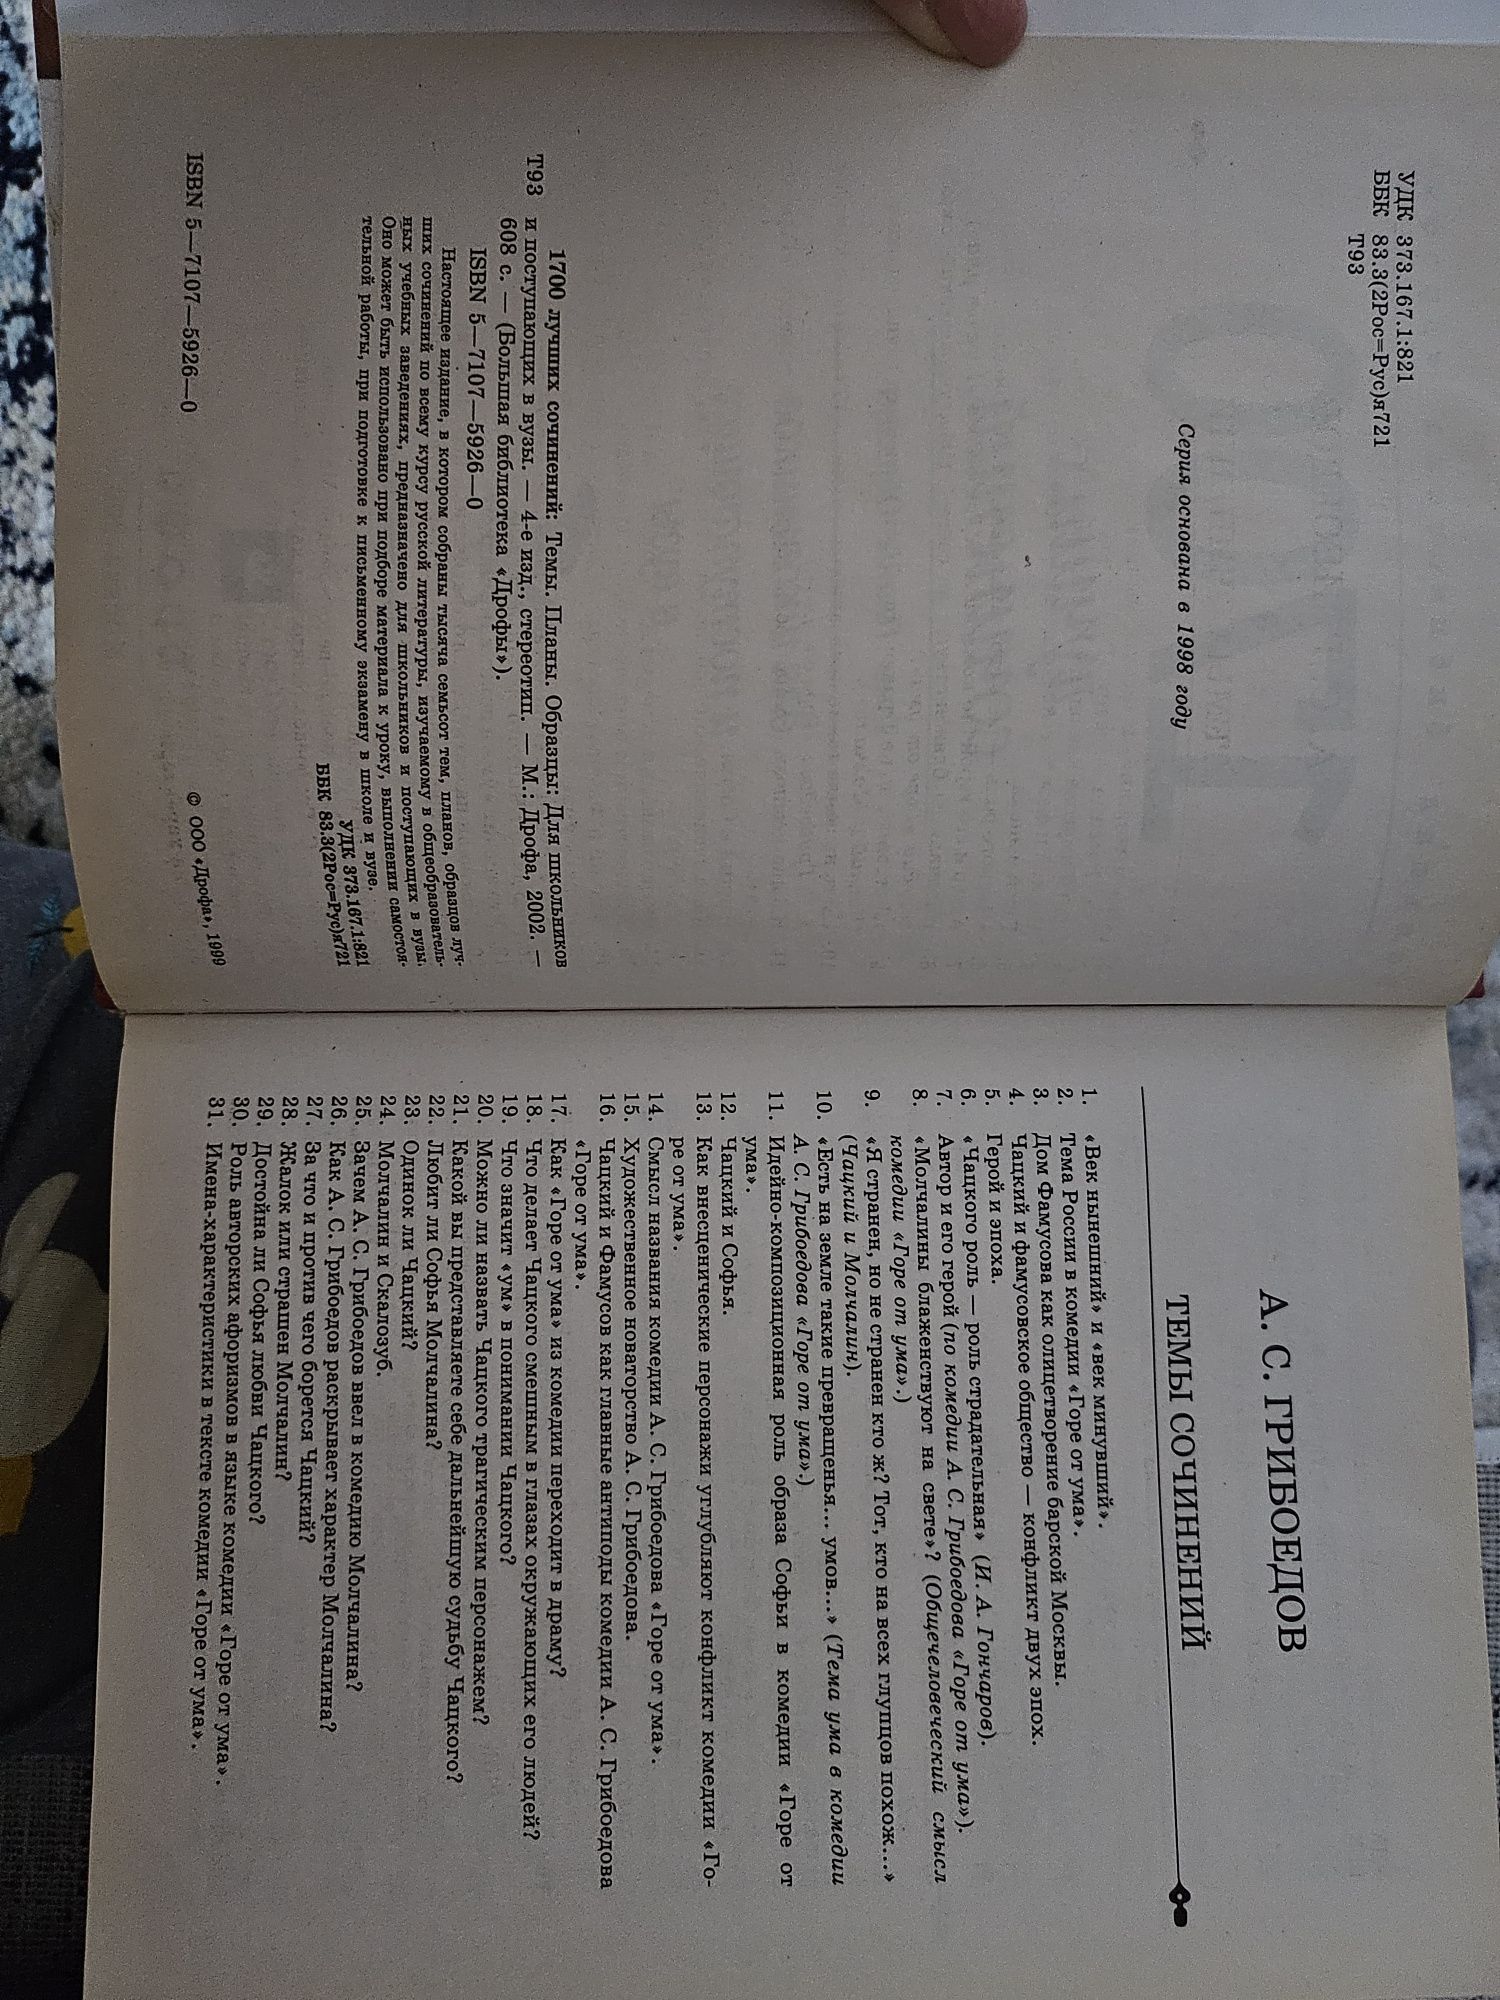 УДК 373.167.1:821
ББК 83.3(2Рос=Рус)я721
Т93
Серия основана в 1998 году
1700 лучших сочинений: Темы. Планы. Образцы: Для школьников
Т93 и поступающих в вузы. — 4-е изд., стереотип. — М.: Дрофа, 2002. —
608 с. — (Большая библиотека «Дрофы»).
ISBN 5—7107—5926—0
Настоящее издание, в котором собраны тысяча семьсот тем, планов, образцов луч-
ших сочинений по всему курсу русской литературы, изучаемому в общеобразователь-
ных учебных заведениях, предназначено для школьников и поступающих в вузы.
Оно может быть использовано при подборе материала к уроку, выполнении самостоя-
тельной работы, при подготовке к письменному экзамену в школе и вузе.
УДК 373.167.1:821
ББК 83.3(2Рос=Рус)я721
ISBN 5—7107—5926—0
© ООО «Дрофа», 1999
А. С. ГРИБОЕДОВ
ТЕМЫ СОЧИНЕНИЙ
1. «Век нынешний» и «век минувший».
2. Тема России в комедии «Горе от ума».
3. Дом Фамусова как олицетворение барской Москвы.
4. Чацкий и фамусовское общество — конфликт двух эпох.
5. Герой и эпоха.
6. «Чацкого роль — роль страдательная» (И. А. Гончаров).
7. Автор и его герой (по комедии А. С. Грибоедова «Горе от ума»).
8. «Молчалины блаженствуют на свете»? (Общечеловеческий смысл
комедии «Горе от ума».)
9. «Я странен, но не странен кто ж? Тот, кто на всех глупцов похож...»
(Чацкий и Молчалин).
10. «Есть на земле такие превращенья... умов...» (Тема ума в комедии
А. С. Грибоедова «Горе от ума».)
11. Идейно-композиционная роль образа Софьи в комедии «Горе от
ума».
12. Чацкий и Софья.
13. Как внесценические персонажи углубляют конфликт комедии «Го-
ре от ума».
14. Смысл названия комедии А. С. Грибоедова «Горе от ума».
15. Художественное новаторство А. С. Грибоедова.
16. Чацкий и Фамусов как главные антиподы комедии А. С. Грибоедова
«Горе от ума».
17. Как «Горе от ума» из комедии переходит в драму?
18. Что делает Чацкого смешным в глазах окружающих его людей?
19. Что значит «ум» в понимании Чацкого?
20. Можно ли назвать Чацкого трагическим персонажем?
21. Какой вы представляете себе дальнейшую судьбу Чацкого?
22. Любит ли Софья Молчалина?
23. Одинок ли Чацкий?
24. Молчалин и Скалозуб.
25. Зачем А. С. Грибоедов ввел в комедию Молчалина?
26. Как А. С. Грибоедов раскрывает характер Молчалина?
27. За что и против чего борется Чацкий?
28. Жалок или страшен Молчалин?
29. Достойна ли Софья любви Чацкого?
30. Роль авторских афоризмов в языке комедии «Горе от ума».
31. Имена-характеристики в тексте комедии «Горе от ума».